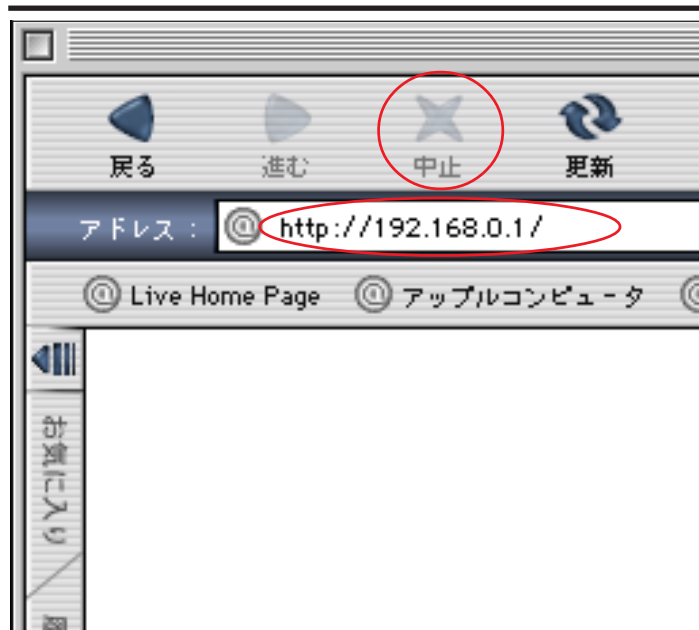 戻る 進む 中止 更新
アドレス : @ http://192.168.0.1/
@ Live Home Page @ アップルコンピュータ @
お気に入り